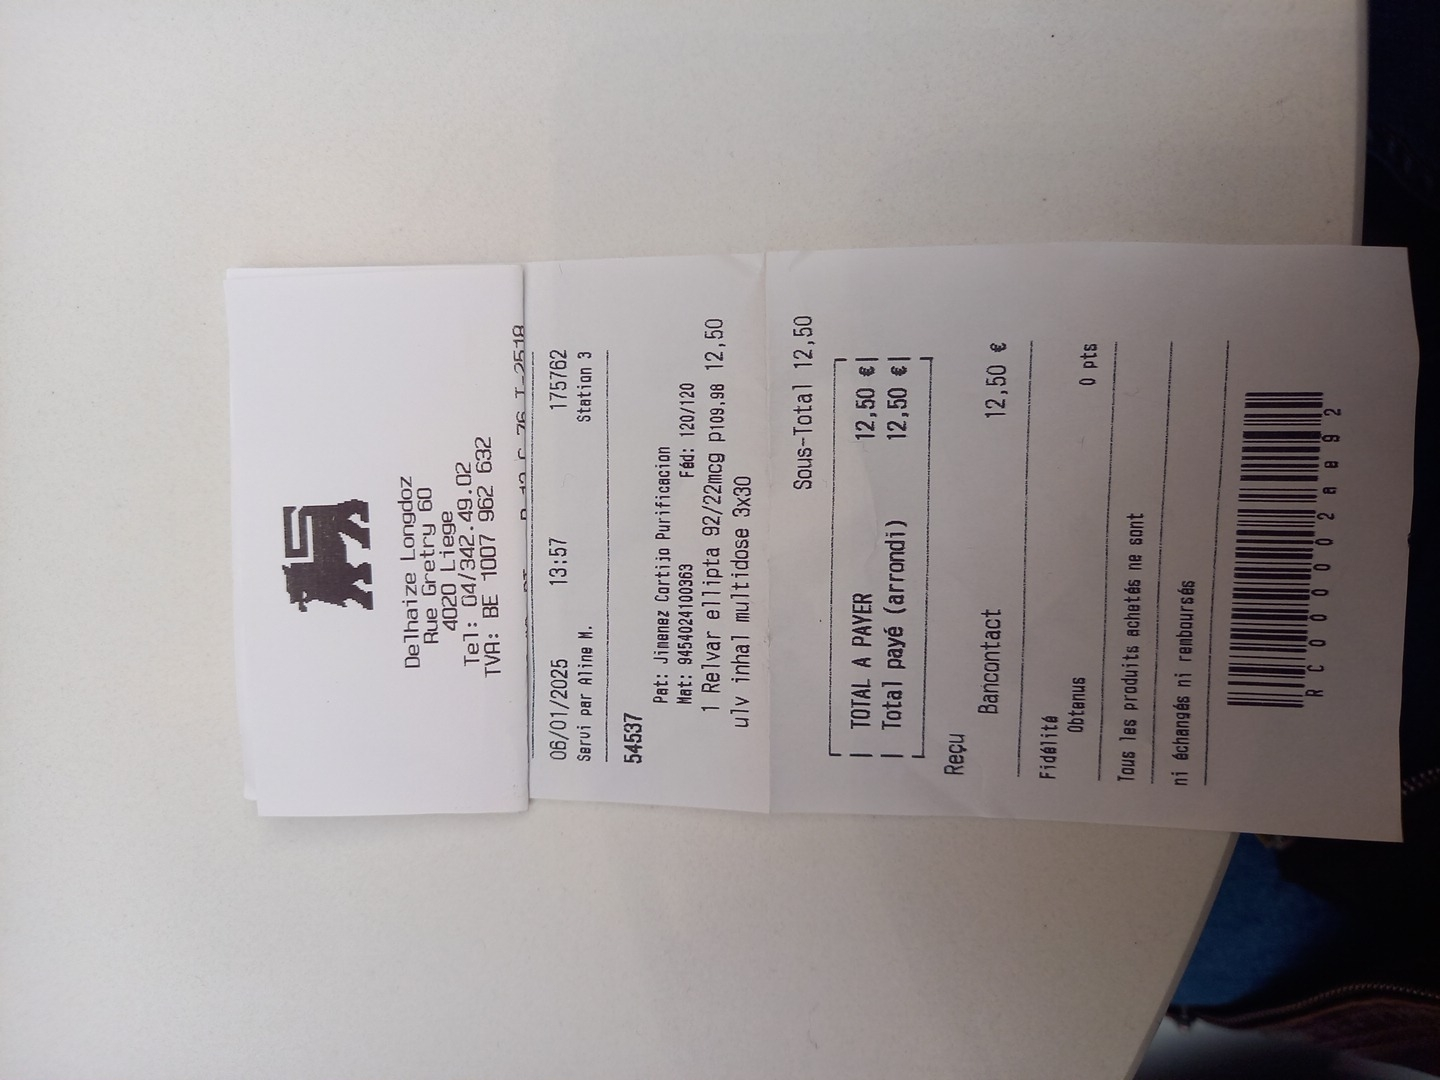 Delhaize Longdoz
Rue Gretry 60
4020 Liege
Tel: 04/342.49.02
TVA: BE 1007 962 632
06/01/2025 13:57 175762
Servi par Aline M. Station 3
54537
Pat: Jimenez Cortijo Purificacion
Mat: 9454024100363 Féd: 120/120
1 Relvar ellipta 92/22mcg p109,98 12,50
ulv inhal multidose 3x30
Sous-Total 12,50
TOTAL A PAYER 12,50 €
Total payé (arrondi) 12,50 €
Reçu
Bancontact 12,50 €
Fidélité
Obtenus 0 pts
Tous les produits achetés ne sont
ni échangés ni remboursés
RC000028892